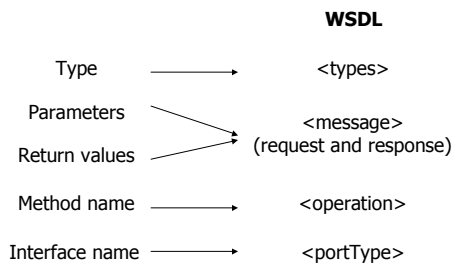 WSDL
Type
<types>
Parameters
<message>
(request and response)
Return values
Method name
<operation>
Interface name
<portType>